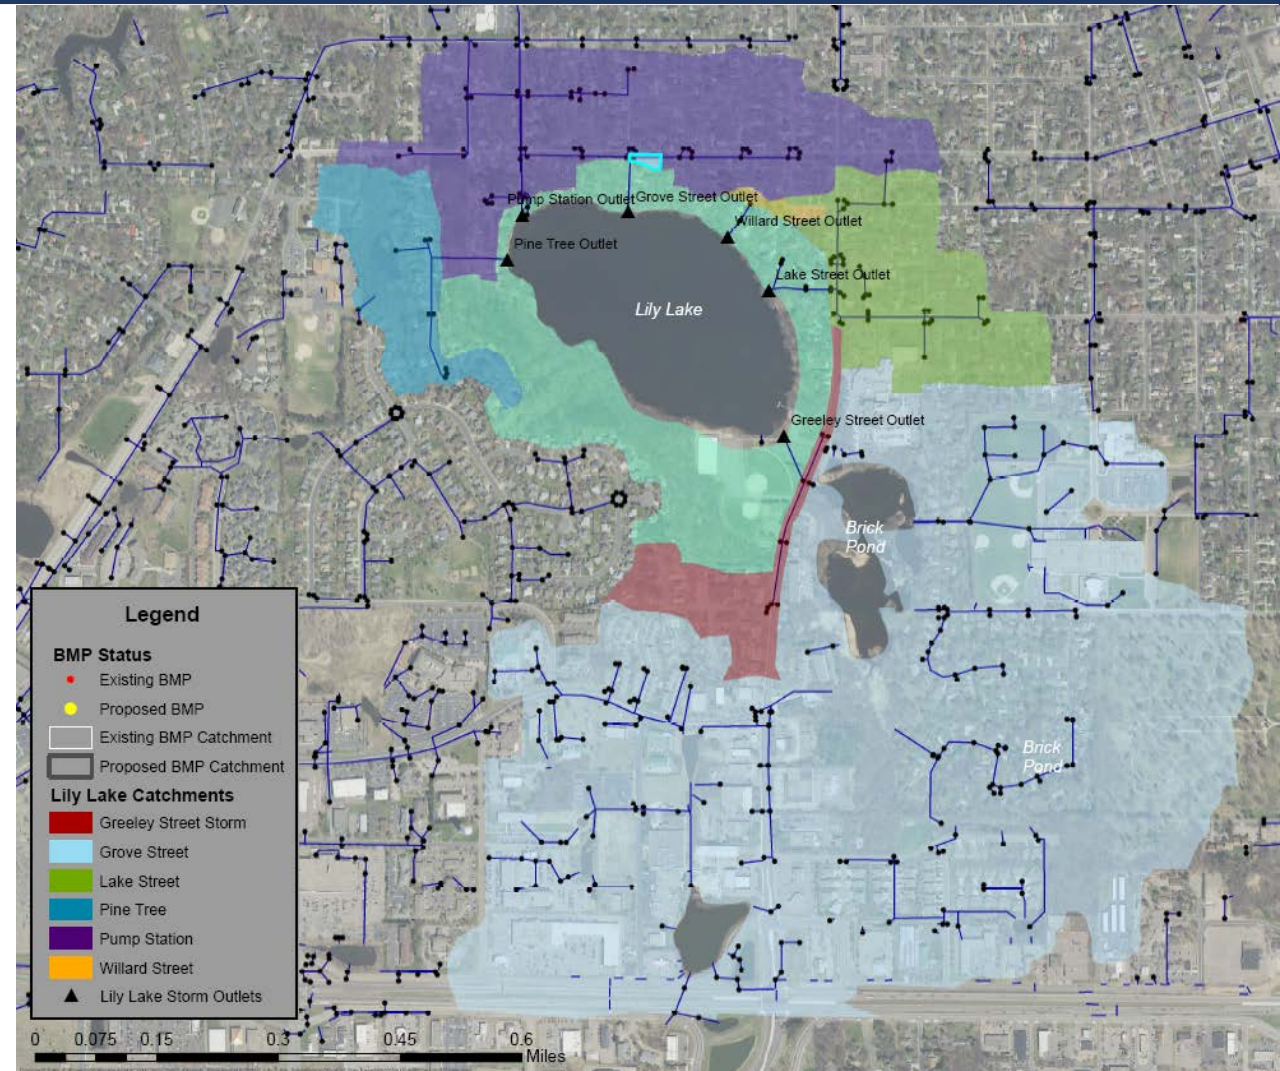 Pump Station Outlet
Grove Street Outlet
Willard Street Outlet
Pine Tree Outlet
Lake Street Outlet
Lily Lake
Greeley Street Outlet
Brick
Pond
Brick
Pond
Legend
BMP Status
Existing BMP
Proposed BMP
Existing BMP Catchment
Proposed BMP Catchment
Lily Lake Catchments
Greeley Street Storm
Grove Street
Lake Street
Pine Tree
Pump Station
Willard Street
Lily Lake Storm Outlets
0 0.075 0.15 0.3 0.45 0.6
Miles